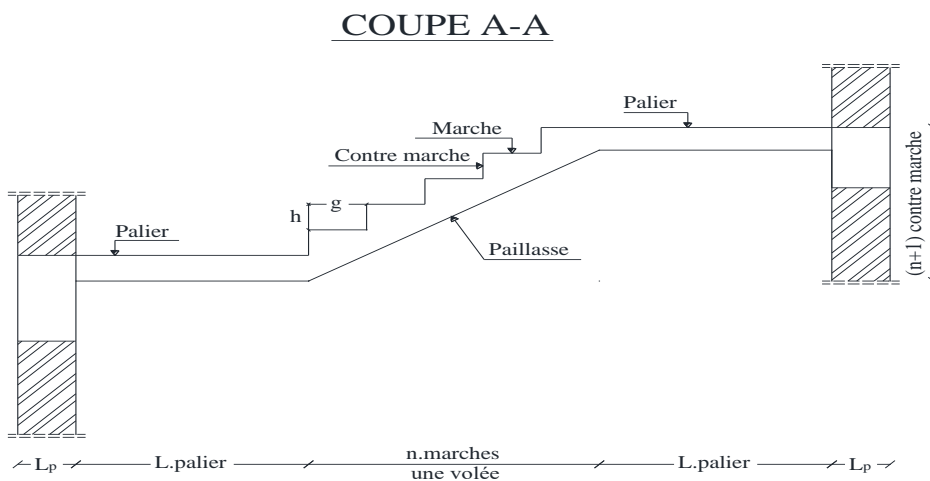 COUPE A-A
Palier
Marche
Contre marche
g
h
Palier
Paillasse
(n+1) contre marche
Lp
L.palier
n.marches
une volée
L.palier
Lp